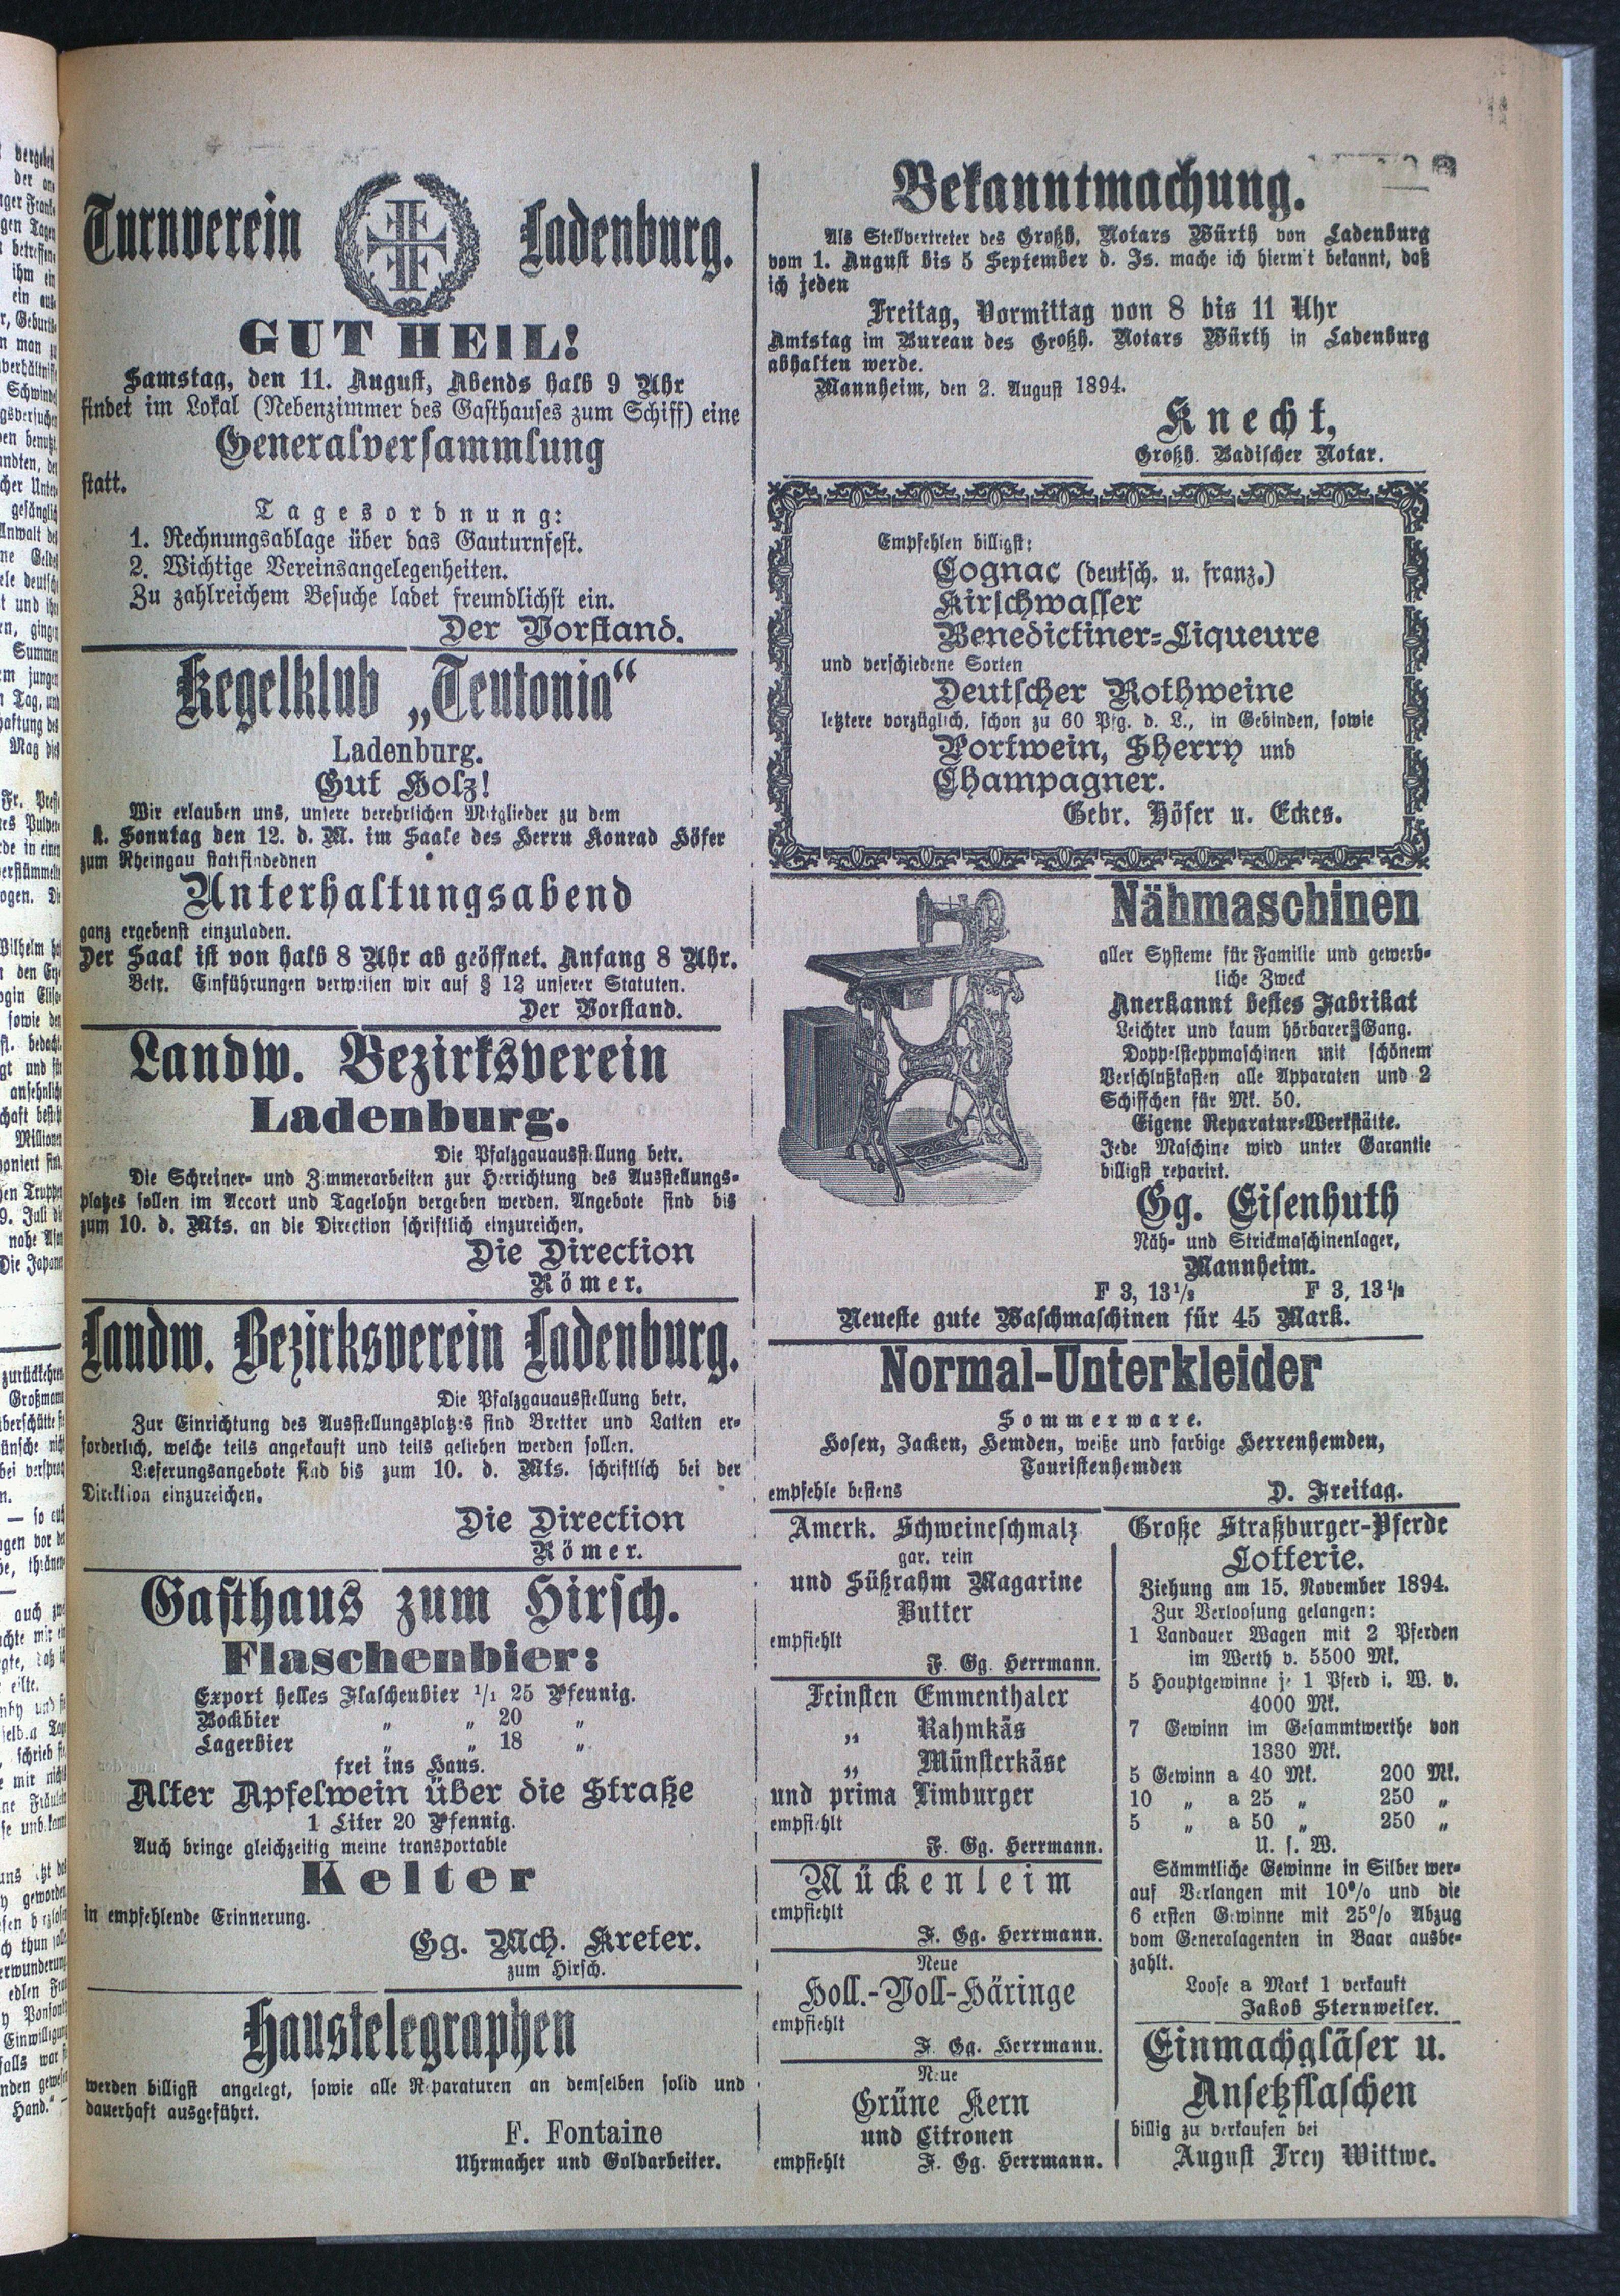 Turnverein Ladenburg.
GUT HEIL!
Samstag, den 11. August, Abends halb 9 Uhr
findet im Lokal (Nebenzimmer des Gasthauses zum Schiff) eine
Generalversammlung
statt.
Tagesordnung:
1. Rechnungsablage über das Gauturnfest.
2. Wichtige Vereinsangelegenheiten.
Zu zahlreichem Besuche ladet freundlichst ein.
Der Vorstand.
Kegelklub „Teutonia“
Ladenburg.
Gut Holz!
Wir erlauben uns, unsere verehrlichen Mitglieder zu dem
k. Sonntag den 12. d. M. im Saale des Herrn Konrad Höfer
zum Rheingau stattfindednen
Unterhaltungsabend
ganz ergebenst einzuladen.
Der Saal ist von halb 8 Uhr ab geöffnet. Anfang 8 Uhr.
Betr. Einführungen verweisen wir auf § 12 unserer Statuten.
Der Vorstand.
Landw. Bezirksverein
Ladenburg.
Die Pfalzgauausstellung betr.
Die Schreiner- und Zimmerarbeiten zur Herrichtung des Ausstellungs-
platzes sollen im Accort und Tagelohn vergeben werden. Angebote sind bis
zum 10. d. Mts. an die Direction schriftlich einzureichen.
Die Direction
Römer.
Landw. Bezirksverein Ladenburg.
Die Pfalzgauausstellung betr.
Zur Einrichtung des Ausstellungsplatzes sind Bretter und Latten er-
forderlich, welche teils angekauft und teils geliehen werden sollen.
Lieferungsangebote sind bis zum 10. d. Mts. schriftlich bei der
Direktion einzureichen.
Die Direction
Römer.
Gasthaus zum Hirsch.
Flaschenbier:
Export helles Flaschenbier 1/1 25 Pfennig.
Bockbier „ „ 20 „
Lagerbier „ „ 18 „
frei ins Haus.
Alter Apfelwein über die Straße
1 Liter 20 Pfennig.
Auch bringe gleichzeitig meine transportable
Kelter
in empfehlende Erinnerung.
Gg. Mch. Kreter.
zum Hirsch.
Haustelegraphen
werden billigst angelegt, sowie alle Reparaturen an demselben solid und
dauerhaft ausgeführt.
F. Fontaine
Uhrmacher und Goldarbeiter.
Bekanntmachung.
Als Stellvertreter des Großh. Notars Würth von Ladenburg
vom 1. August bis 5 September d. Js. mache ich hiermit bekannt, daß
ich jeden
Freitag, Vormittag von 8 bis 11 Uhr
Amtstag im Bureau des Großh. Notars Würth in Ladenburg
abhalten werde.
Mannheim, den 2. August 1894.
Knecht,
Großh. Badischer Notar.
Empfehlen billigst:
Cognac (deutsch. u. franz.)
Kirschwasser
Benedictiner-Liqueure
und verschiedene Sorten
Deutscher Rothweine
letztere vorzüglich, schon zu 60 Pfg. d. L., in Gebinden, sowie
Portwein, Sherry und
Champagner.
Gebr. Höfer u. Eckes.
Nähmaschinen
aller Systeme für Familie und gewerb-
liche Zweck
Anerkannt bestes Fabrikat
Leichter und kaum hörbarer Gang.
Doppelsteppmaschinen mit schönem
Verschlußkasten alle Apparaten und 2
Schiffchen für Mk. 50.
Eigene Reparatur-Werkstätte.
Jede Maschine wird unter Garantie
billigst reparirt.
Gg. Eisenhuth
Näh- und Strickmaschinenlager,
Mannheim.
F 3, 13½ F 3, 13½
Neueste gute Waschmaschinen für 45 Mark.
Normal-Unterkleider
Sommerware.
Hosen, Jacken, Hemden, weiße und farbige Herrenhemden,
Touristenhemden
empfehle bestens
D. Freitag.
Amerk. Schweineschmalz
gar. rein
und Süßrahm Magarine
Butter
empfiehlt
F. Gg. Herrmann.
Feinsten Emmenthaler
„ Rahmkäs
„ Münsterkäse
und prima Limburger
empfiehlt
F. Gg. Herrmann.
Mückenleim
empfiehlt
F. Gg. Herrmann.
Neue
Holl.-Voll-Häringe
empfiehlt
F. Gg. Herrmann.
Neue
Grüne Kern
und Citronen
empfiehlt F. Gg. Herrmann.
Große Straßburger-Pferde
Lotterie.
Ziehung am 15. November 1894.
Zur Verloosung gelangen:
1 Landauer Wagen mit 2 Pferden
im Werth v. 5500 Mk.
5 Hauptgewinne je 1 Pferd i. W. v.
4000 Mk.
7 Gewinn im Gesammtwerthe von
1330 Mk.
5 Gewinn a 40 Mk. 200 Mk.
10 „ a 25 „ 250 „
5 „ a 50 „ 250 „
U. s. W.
Sämmtliche Gewinne in Silber wer-
auf Verlangen mit 10% und die
6 ersten Gewinne mit 25% Abzug
vom Generalagenten in Baar ausbe-
zahlt.
Loose a Mark 1 verkauft
Jakob Sternweiler.
Einmachgläser u.
Ansetzflaschen
billig zu verkaufen bei
August Frey Wittwe.